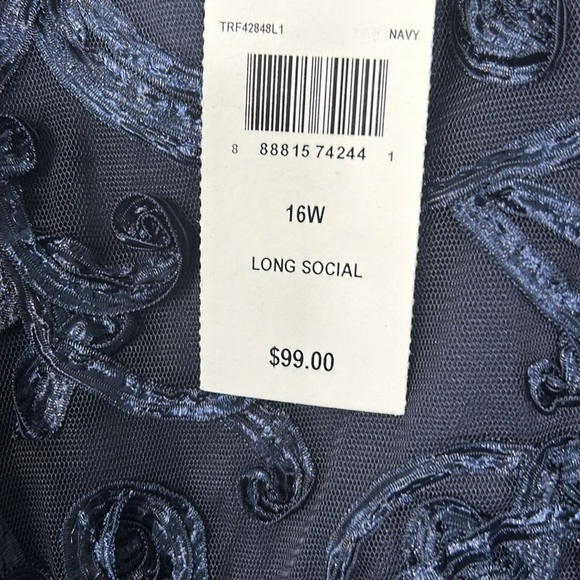 TRF42848L1 NAVY
8 88815 74244 1
16W
LONG SOCIAL
$99.00